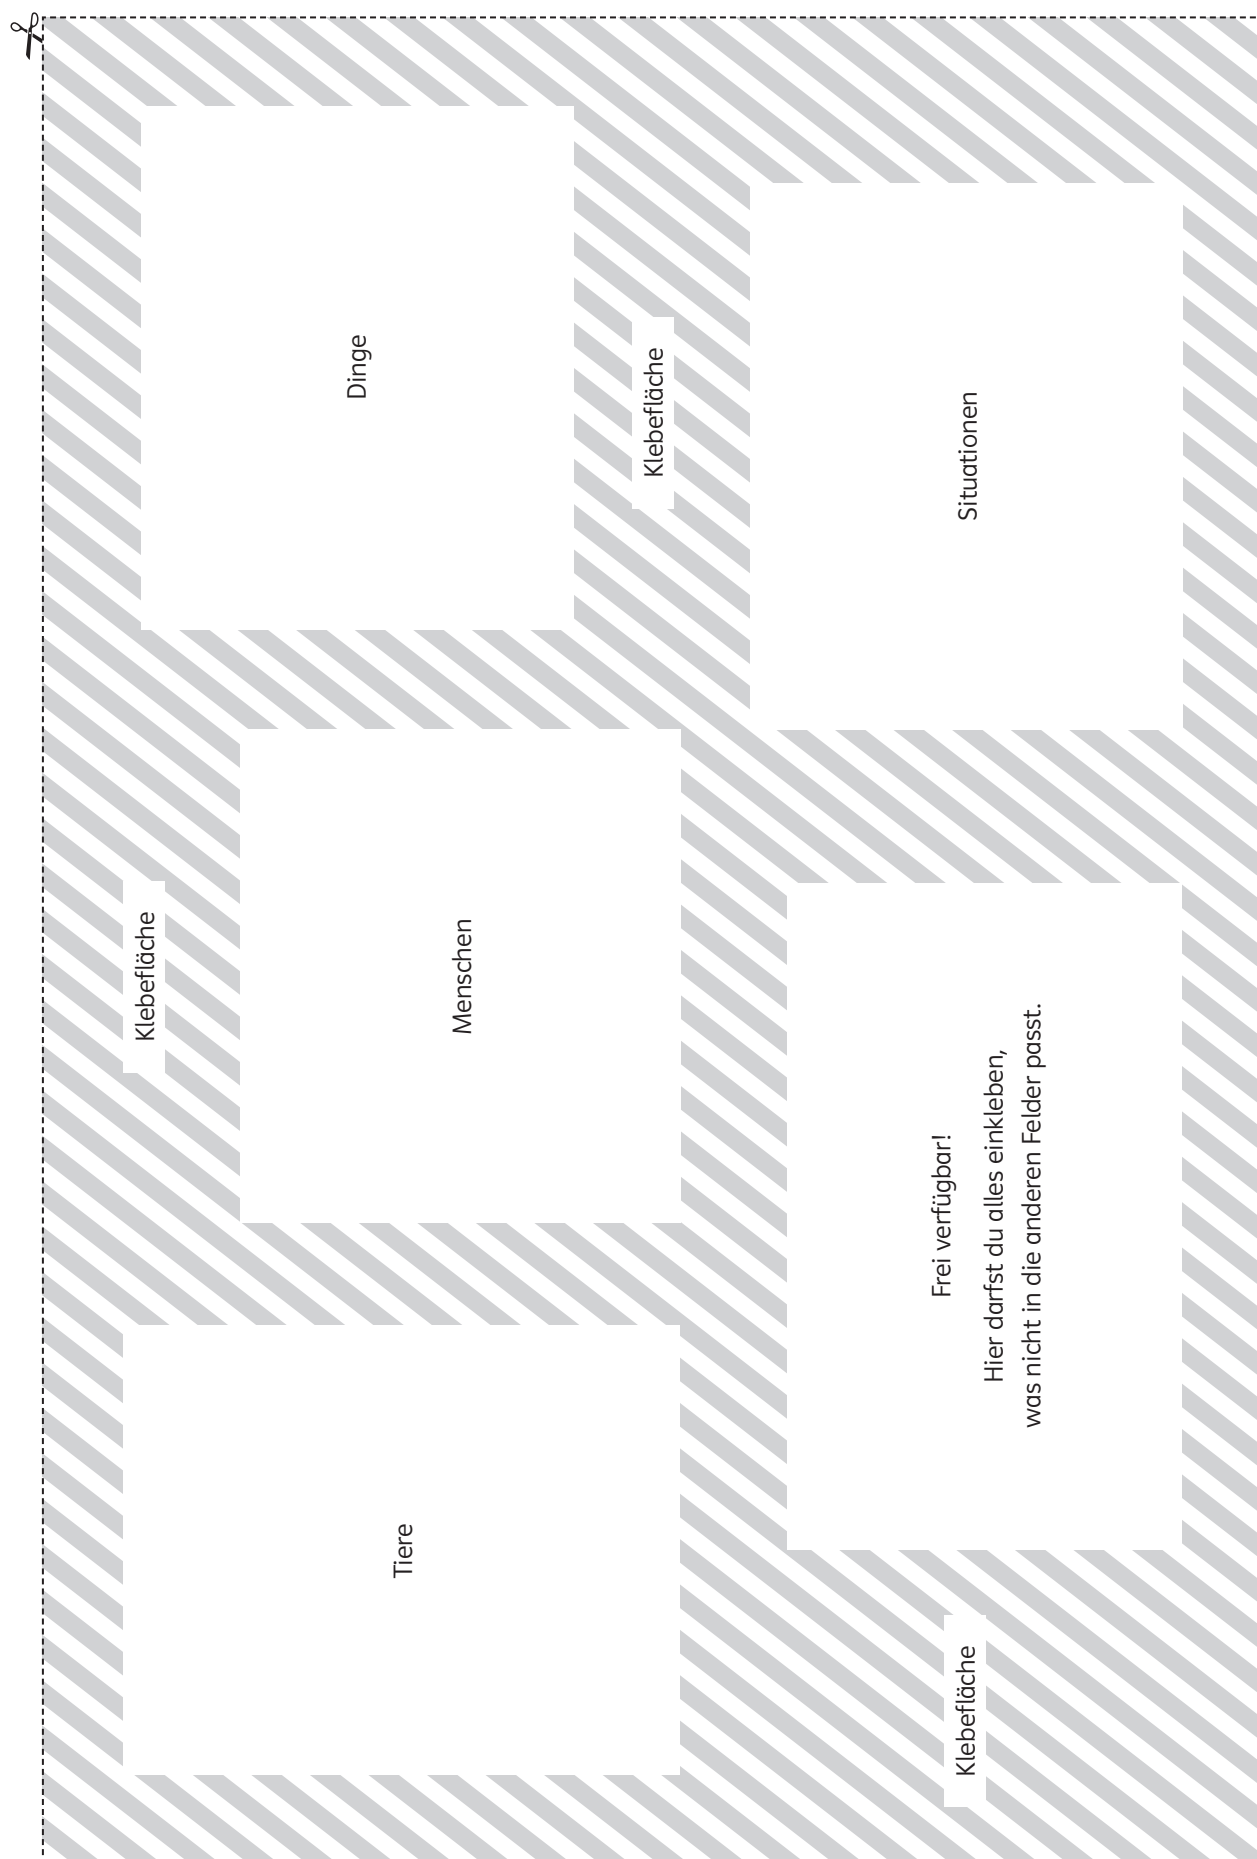 Klebefläche
Tiere
Menschen
Dinge
Klebefläche
Klebefläche
Frei verfügbar!
Hier darfst du alles einkleben,
was nicht in die anderen Felder passt.
Situationen